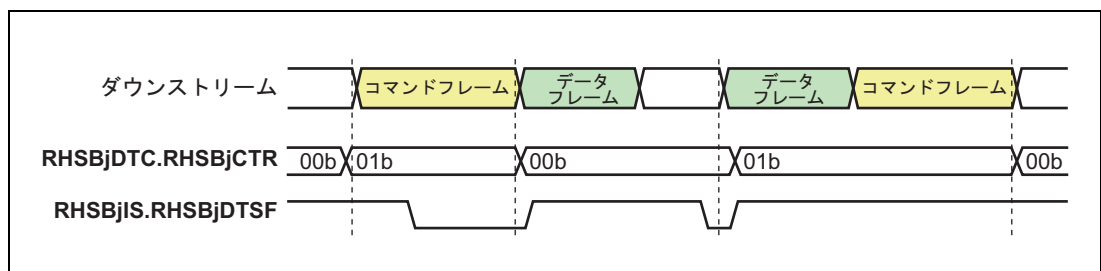 ダウンストリーム
コマンドフレーム
データ
フレーム
データ
フレーム
コマンドフレーム
RHSBjDTC.RHSBjCTR 00b 01b 00b 01b 00b
RHSBjIS.RHSBjDTSF